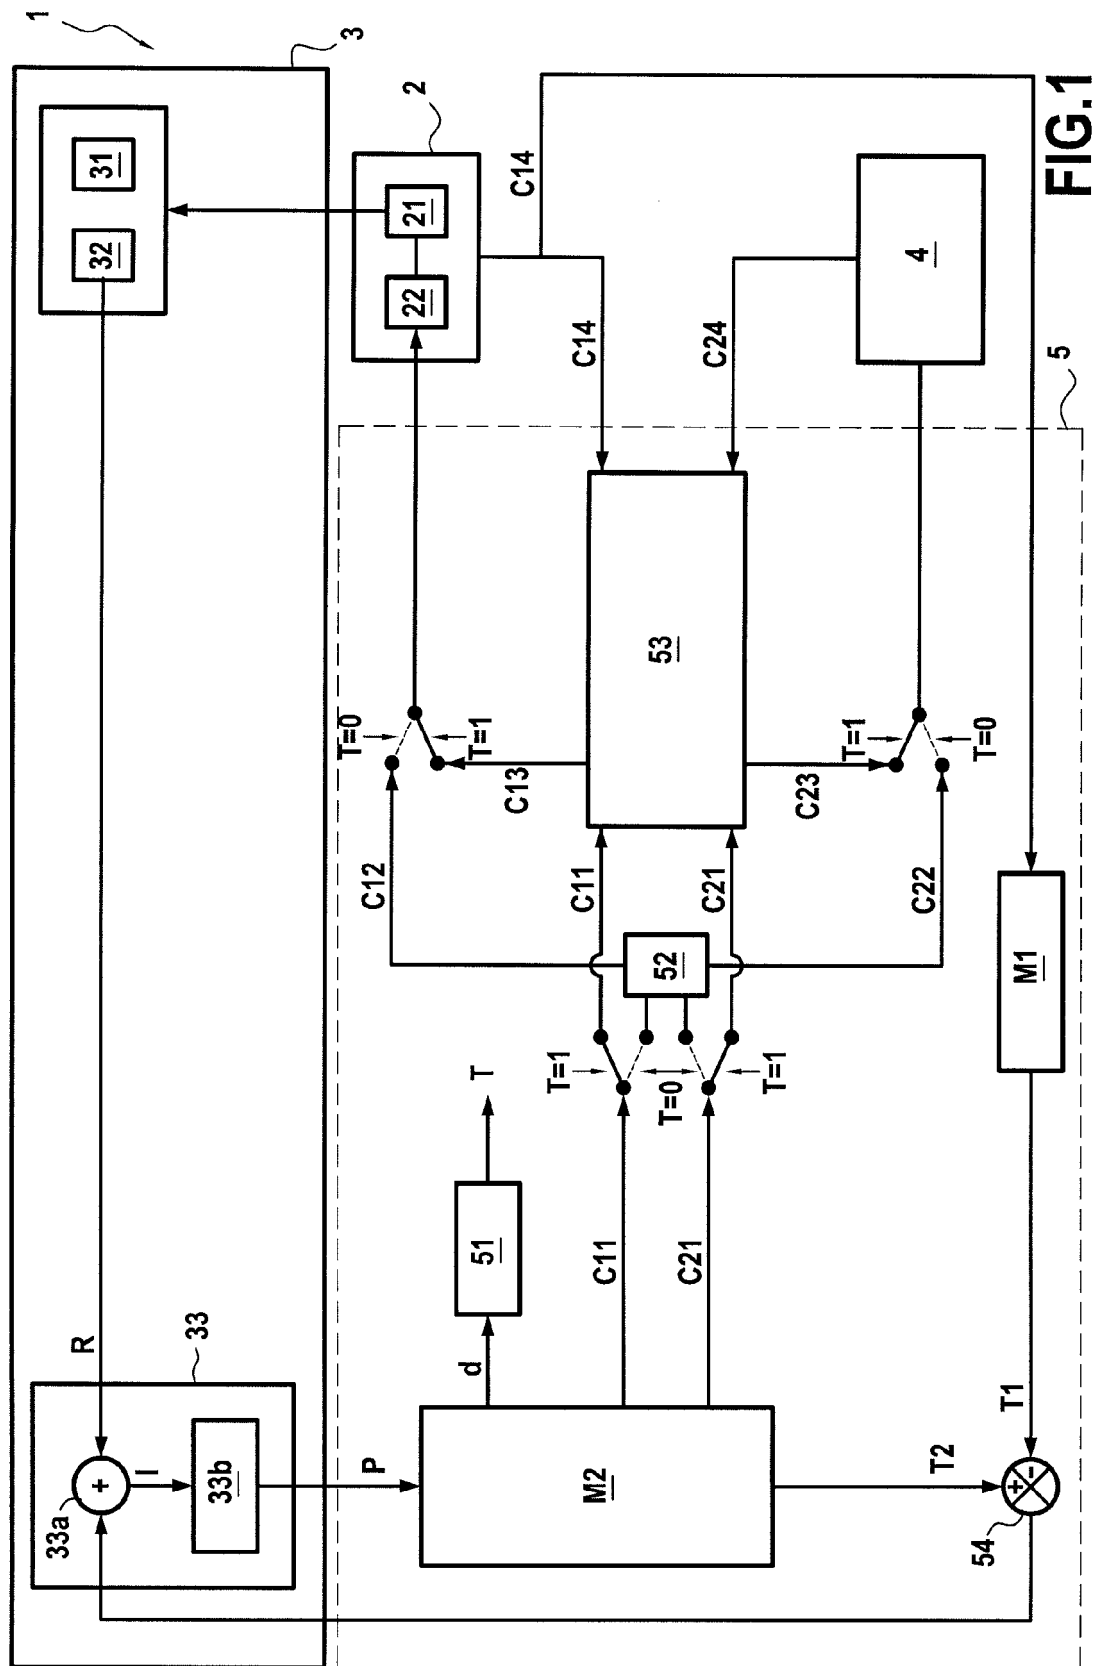 1
3
31
32
R
33
33a
+
I
33b
2
21
22
C14
C14
C24
4
5
P
T=0
T=1
C13
C12
53
C11
C21
C23
T=1
T=0
C22
52
T=1
T=0
T=1
T
51
d
C11
C21
M2
T2
M1
T1
+
-
54
FIG.1